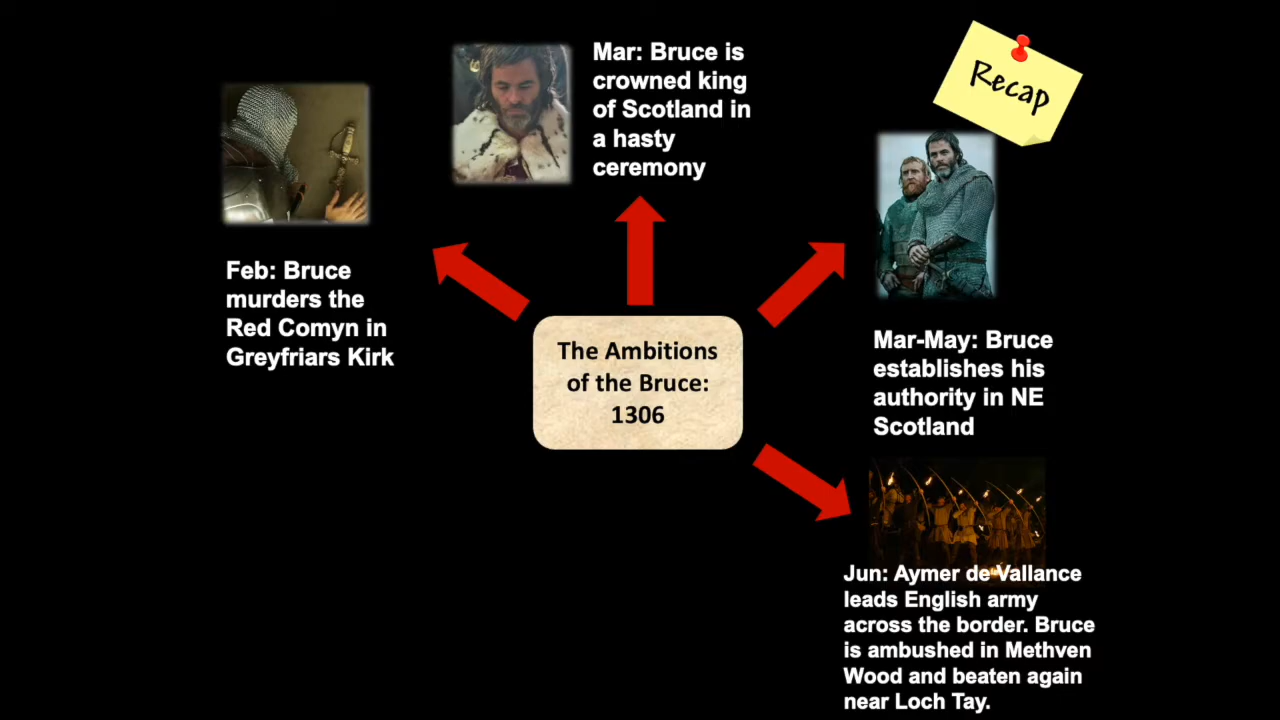 Recap
Feb: Bruce
murders the
Red Comyn in
Greyfriars Kirk
Mar: Bruce is
crowned king
of Scotland in
a hasty
ceremony
Mar-May: Bruce
establishes his
authority in NE
Scotland
The Ambitions
of the Bruce:
1306
Jun: Aymer de Vallance
leads English army
across the border. Bruce
is ambushed in Methven
Wood and beaten again
near Loch Tay.